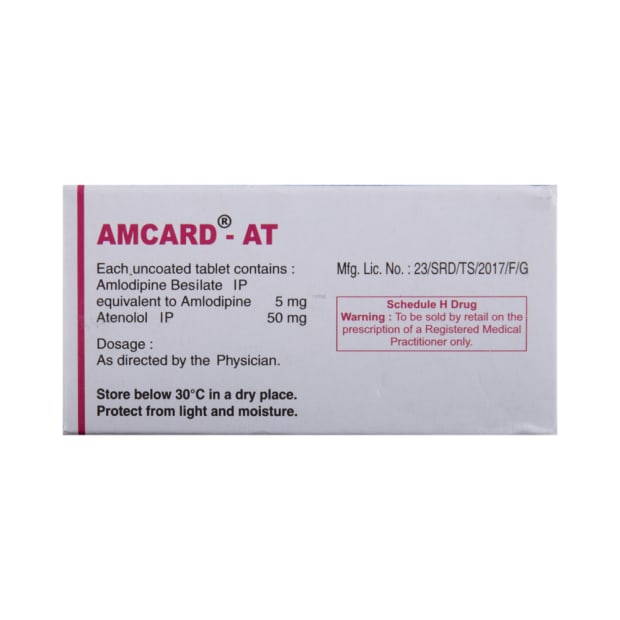 AMCARD® - AT
Each uncoated tablet contains :
Amlodipine Besilate IP
equivalent to Amlodipine 5 mg
Atenolol IP 50 mg
Dosage :
As directed by the Physician.
Store below 30°C in a dry place.
Protect from light and moisture.
Mfg. Lic. No. : 23/SRD/TS/2017/F/G
Schedule H Drug
Warning : To be sold by retail on the
prescription of a Registered Medical
Practitioner only.